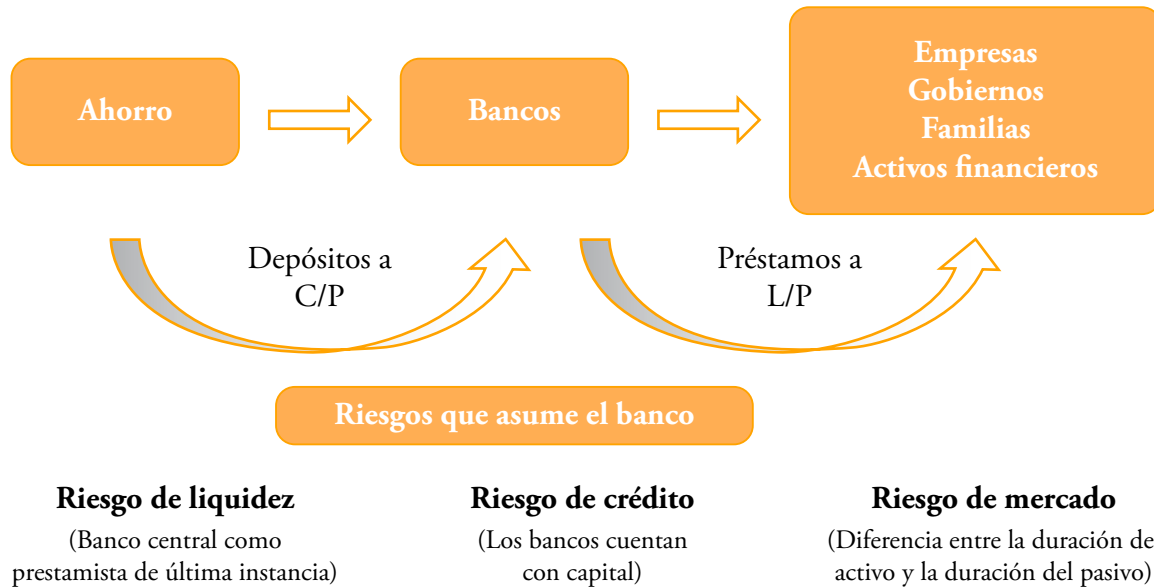 Ahorro
Bancos
Empresas
Gobiernos
Familias
Activos financieros
Depósitos a
C/P
Préstamos a
L/P
Riesgos que asume el banco
Riesgo de liquidez
(Banco central como
prestamista de última instancia)
Riesgo de crédito
(Los bancos cuentan
con capital)
Riesgo de mercado
(Diferencia entre la duración de
activo y la duración del pasivo)